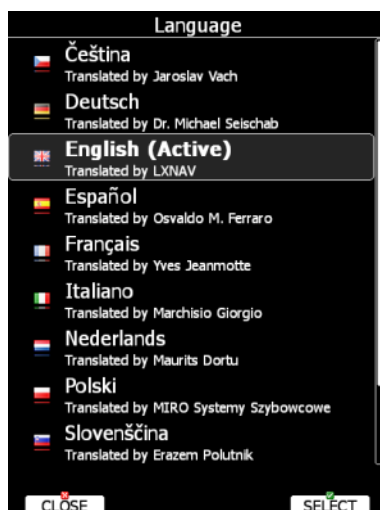 Language
Čeština
Translated by Jaroslav Vach
Deutsch
Translated by Dr. Michael Seischab
English (Active)
Translated by LXNAV
Español
Translated by Osvaldo M. Ferraro
Français
Translated by Yves Jeanmotte
Italiano
Translated by Marchisio Giorgio
Nederlands
Translated by Maurits Dortu
Polski
Translated by MIRO Systemy Szybowcowe
Slovenščina
Translated by Erazem Polutnik
CLOSE SELECT